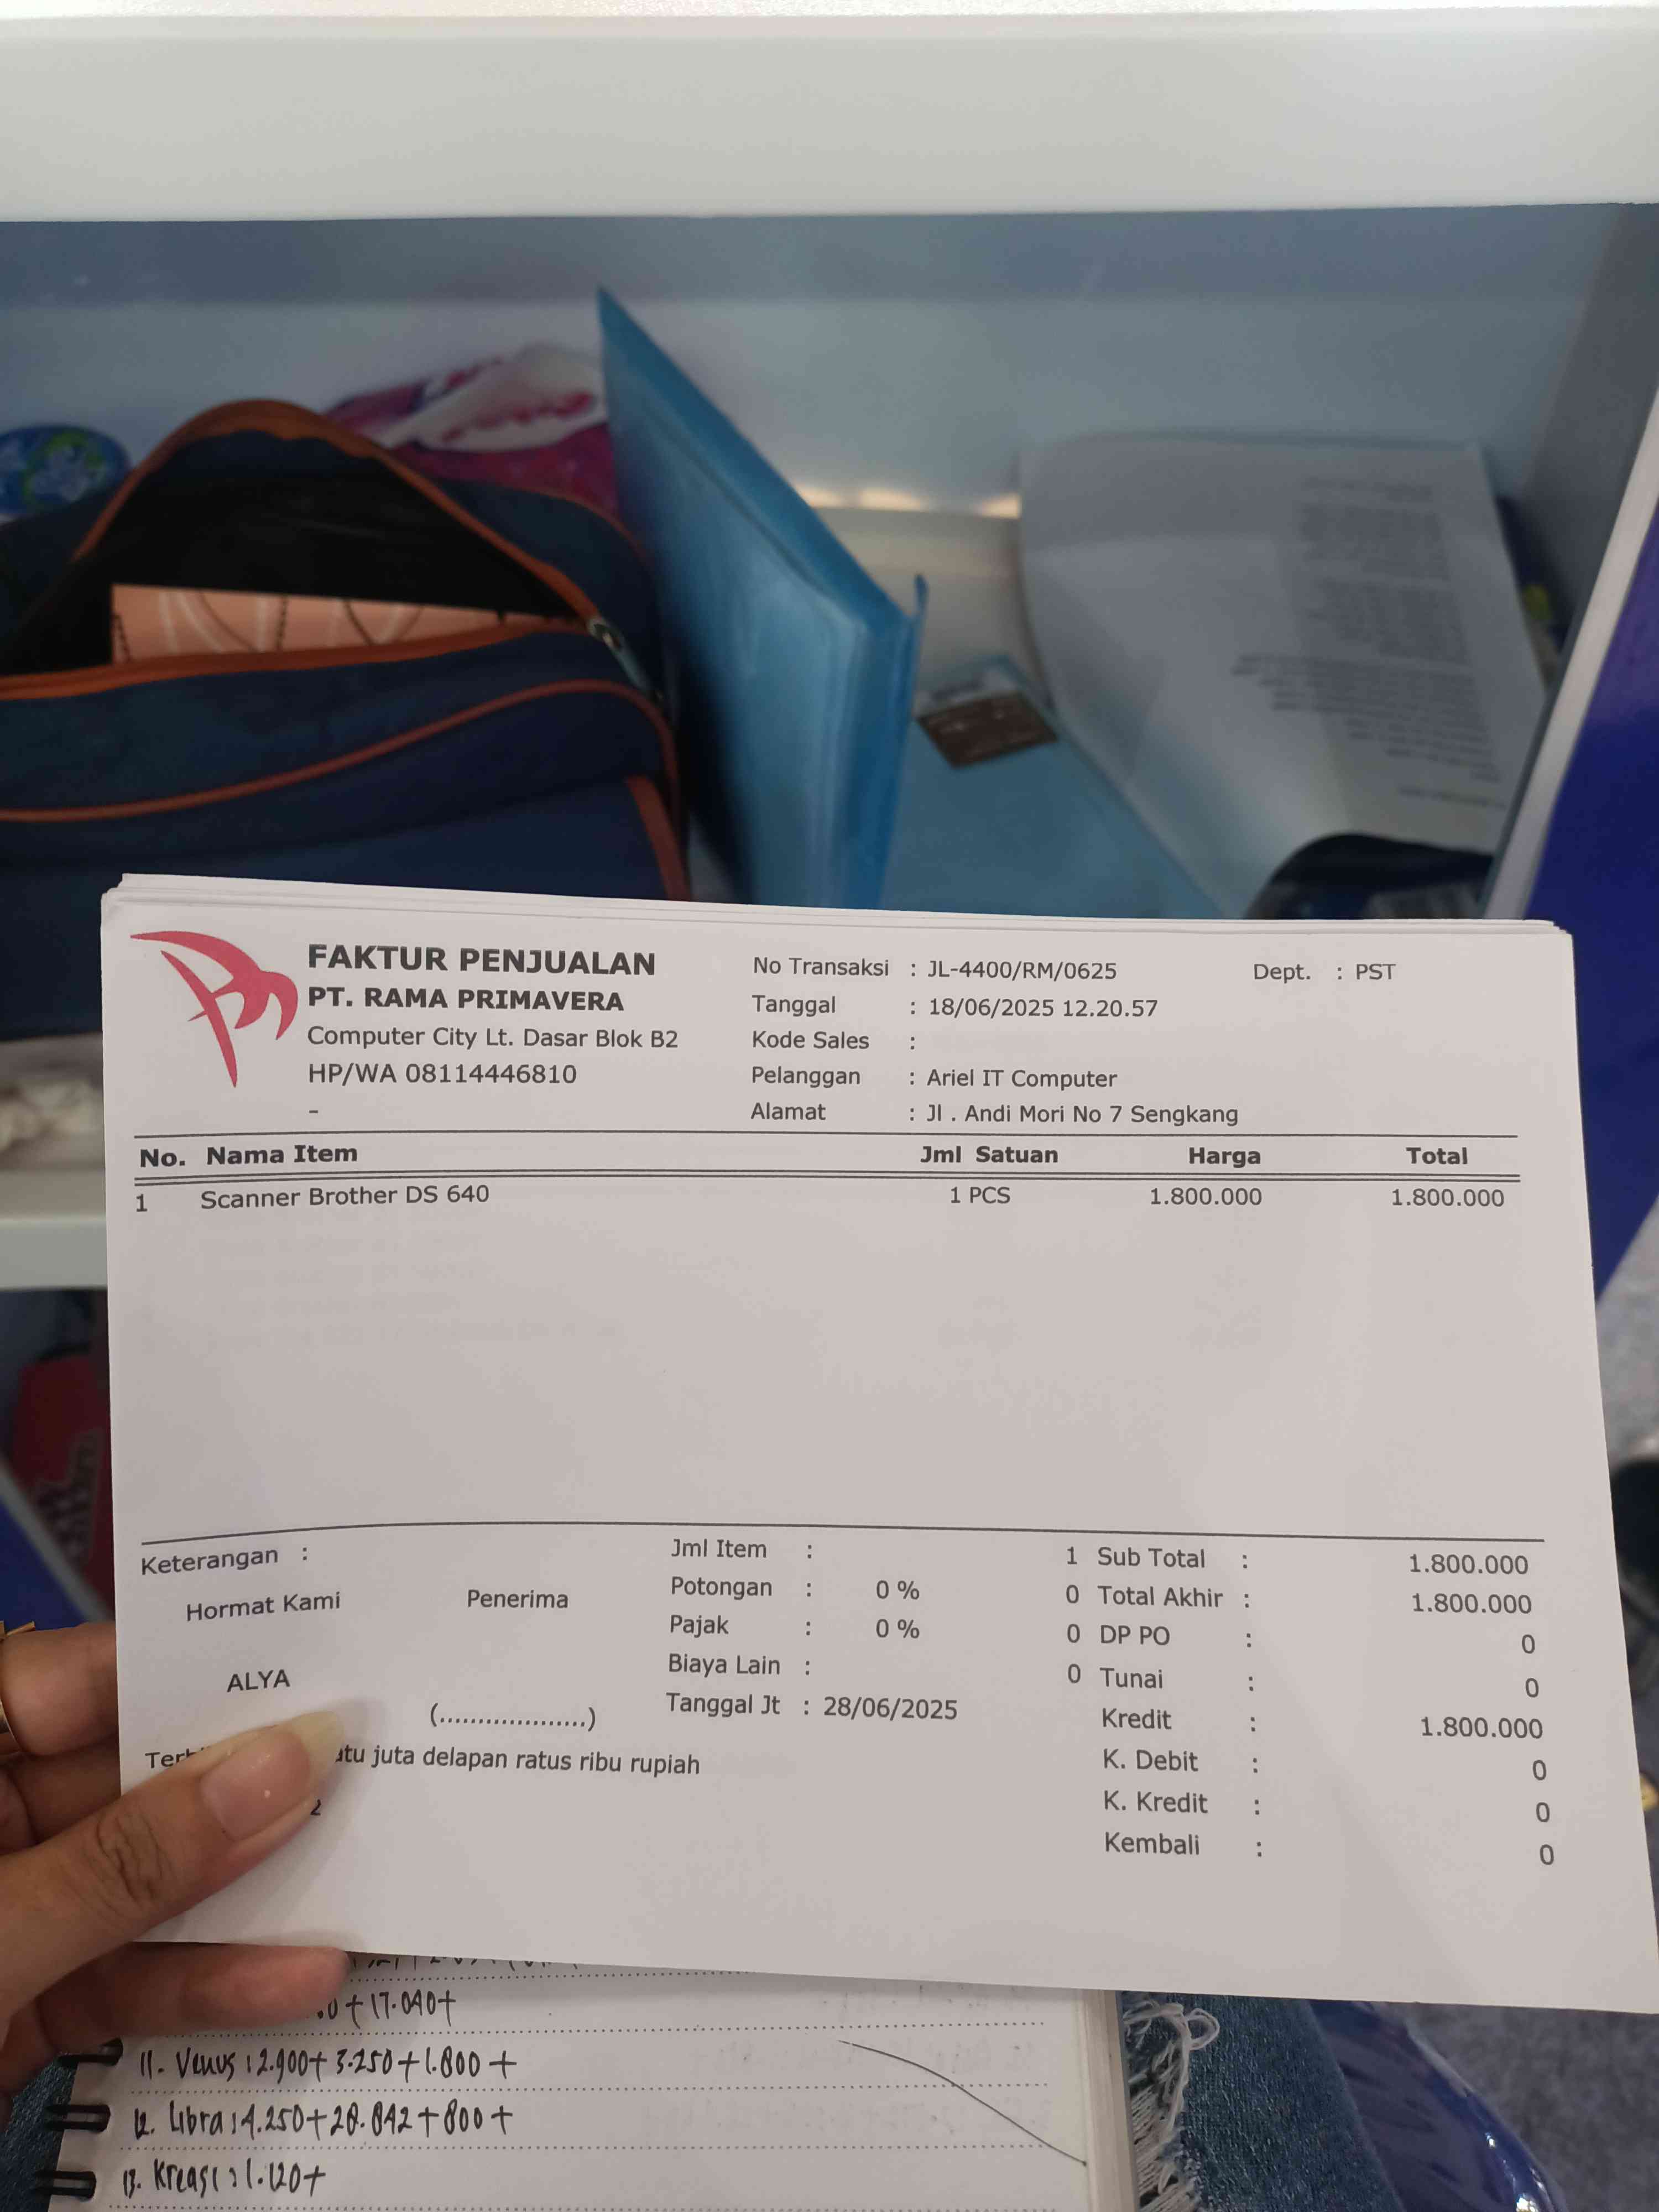 FAKTUR PENJUALAN
PT. RAMA PRIMAVERA
Computer City Lt. Dasar Blok B2
HP/WA 08114446810
-
No Transaksi : JL-4400/RM/0625
Dept. : PST
Tanggal : 18/06/2025 12.20.57
Kode Sales :
Pelanggan : Ariel IT Computer
Alamat : Jl . Andi Mori No 7 Sengkang
No. Nama Item Jml Satuan Harga Total
1 Scanner Brother DS 640 1 PCS 1.800.000 1.800.000
Keterangan :
Hormat Kami Penerima
ALYA
(...................)
Jml Item : 1
Potongan : 0 % 0
Pajak : 0 % 0
Biaya Lain : 0
Tanggal Jt : 28/06/2025
Sub Total : 1.800.000
Total Akhir : 1.800.000
DP PO : 0
Tunai : 0
Kredit : 1.800.000
K. Debit : 0
K. Kredit : 0
Kembali : 0
juta delapan ratus ribu rupiah
+ 17.040+
11. Venus : 2.900+ 3.250+1.800 +
12. Libra : 4.250+28.842+800+
13. Kreasi : 1.120+